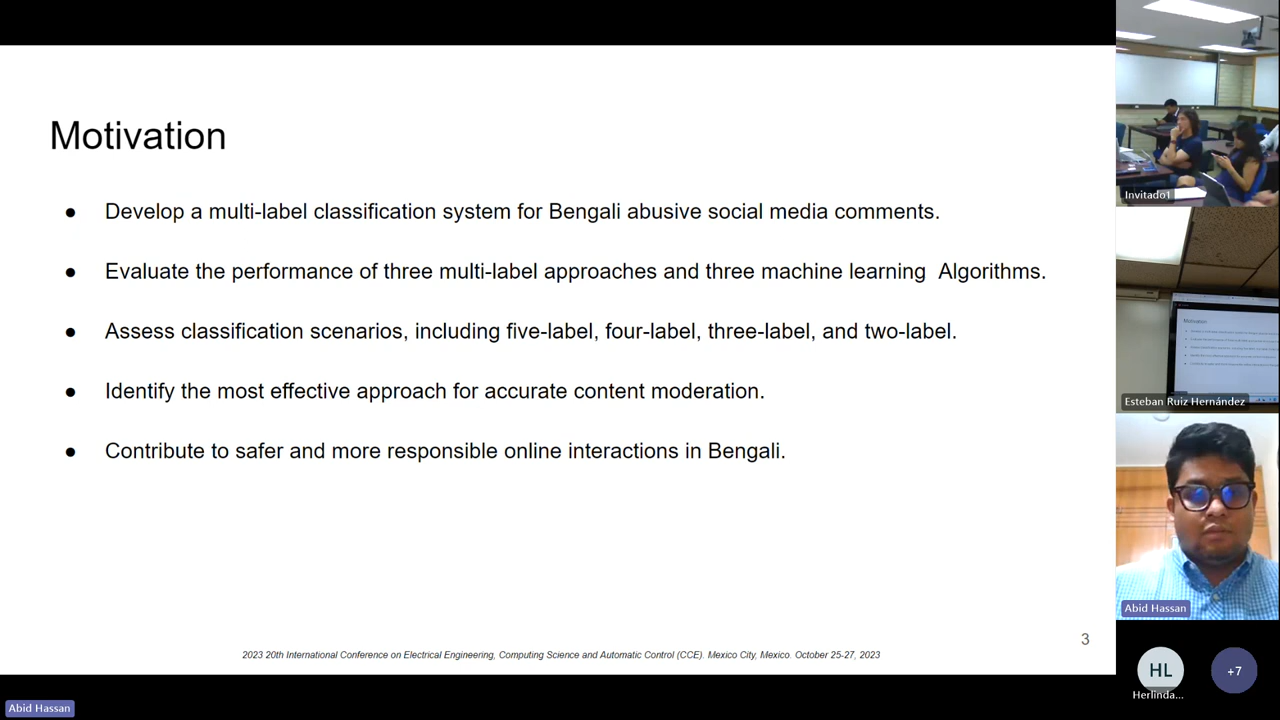 Motivation
● Develop a multi-label classification system for Bengali abusive social media comments.
● Evaluate the performance of three multi-label approaches and three machine learning  Algorithms.
● Assess classification scenarios, including five-label, four-label, three-label, and two-label.
● Identify the most effective approach for accurate content moderation.
● Contribute to safer and more responsible online interactions in Bengali.
3
2023 20th International Conference on Electrical Engineering, Computing Science and Automatic Control (CCE). Mexico City, Mexico. October 25-27, 2023
Abid Hassan
Invitado1
Motivation
Esteban Ruiz Hernández
Abid Hassan
HL
Herlinda...
+7